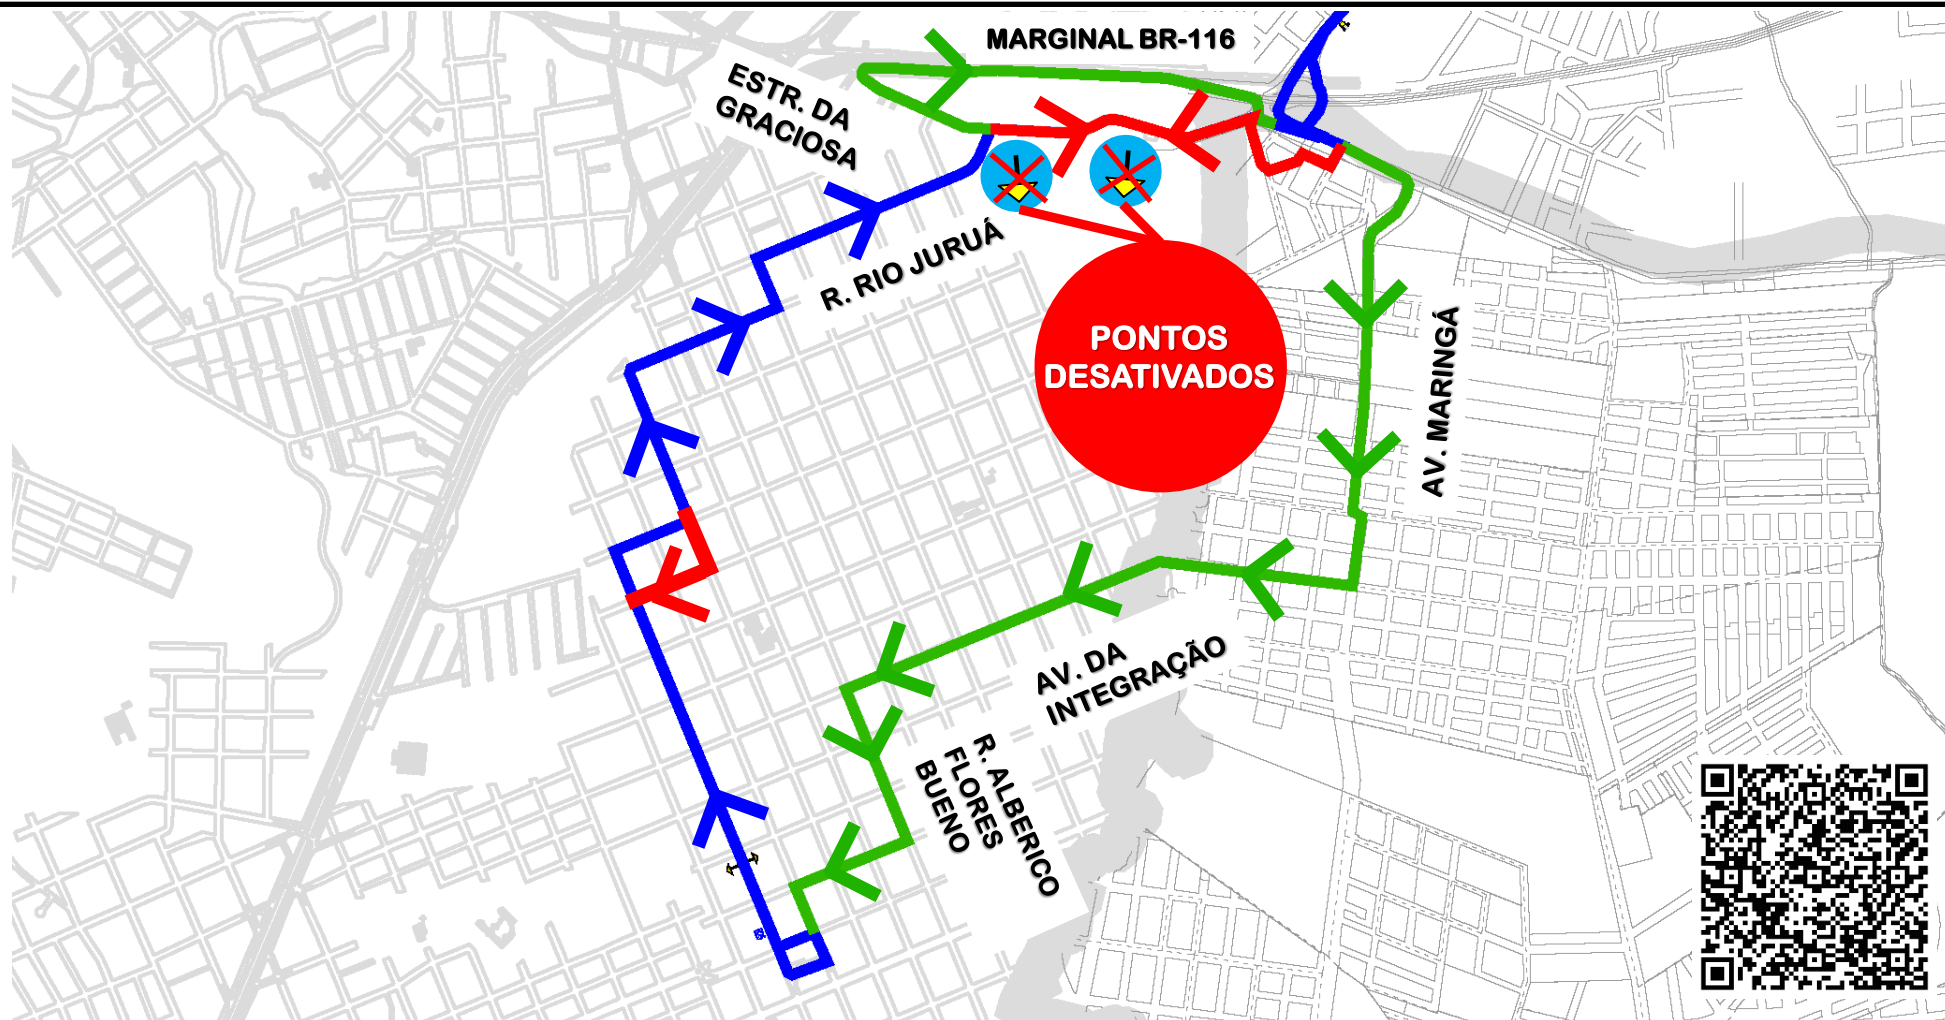 MARGINAL BR-116
ESTR. DA
GRACIOSA
R. RIO JURUÁ
PONTOS
DESATIVADOS
AV. MARINGÁ
AV. DA
INTEGRAÇÃO
R. ALBERICO
FLORES
BUENO